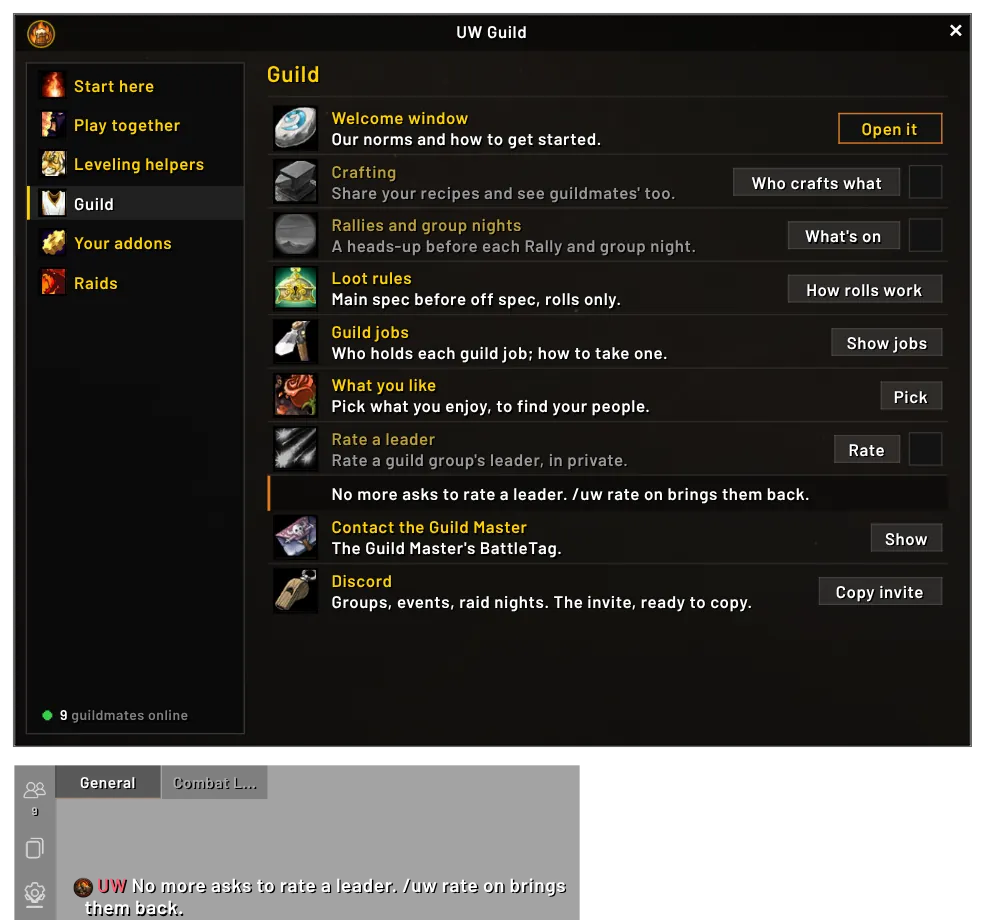 UW Guild
Start here
Play together
Leveling helpers
Guild
Your addons
Raids
9 guildmates online
Guild
Welcome window
Our norms and how to get started.
Open it
Crafting
Share your recipes and see guildmates' too.
Who crafts what
Rallies and group nights
A heads-up before each Rally and group night.
What's on
Loot rules
Main spec before off spec, rolls only.
How rolls work
Guild jobs
Who holds each guild job; how to take one.
Show jobs
What you like
Pick what you enjoy, to find your people.
Pick
Rate a leader
Rate a guild group's leader, in private.
Rate
No more asks to rate a leader. /uw rate on brings them back.
Contact the Guild Master
The Guild Master's BattleTag.
Show
Discord
Groups, events, raid nights. The invite, ready to copy.
Copy invite
General
Combat L...
9
UW No more asks to rate a leader. /uw rate on brings
them back.